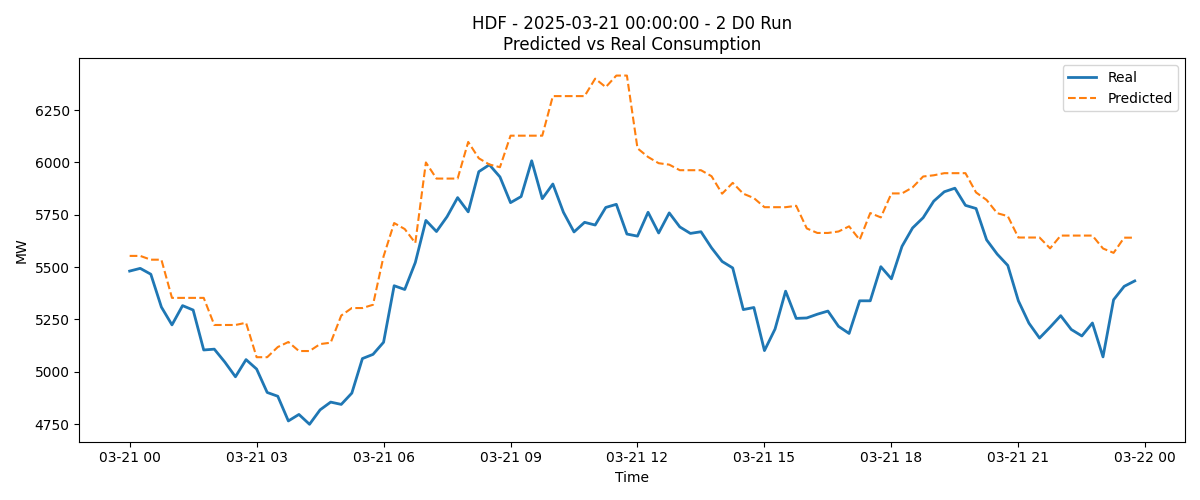 HDF - 2025-03-21 00:00:00 - 2 D0 Run
Predicted vs Real Consumption
Real
Predicted
MW
6250
6000
5750
5500
5250
5000
4750
03-21 00
03-21 03
03-21 06
03-21 09
03-21 12
03-21 15
03-21 18
03-21 21
03-22 00
Time